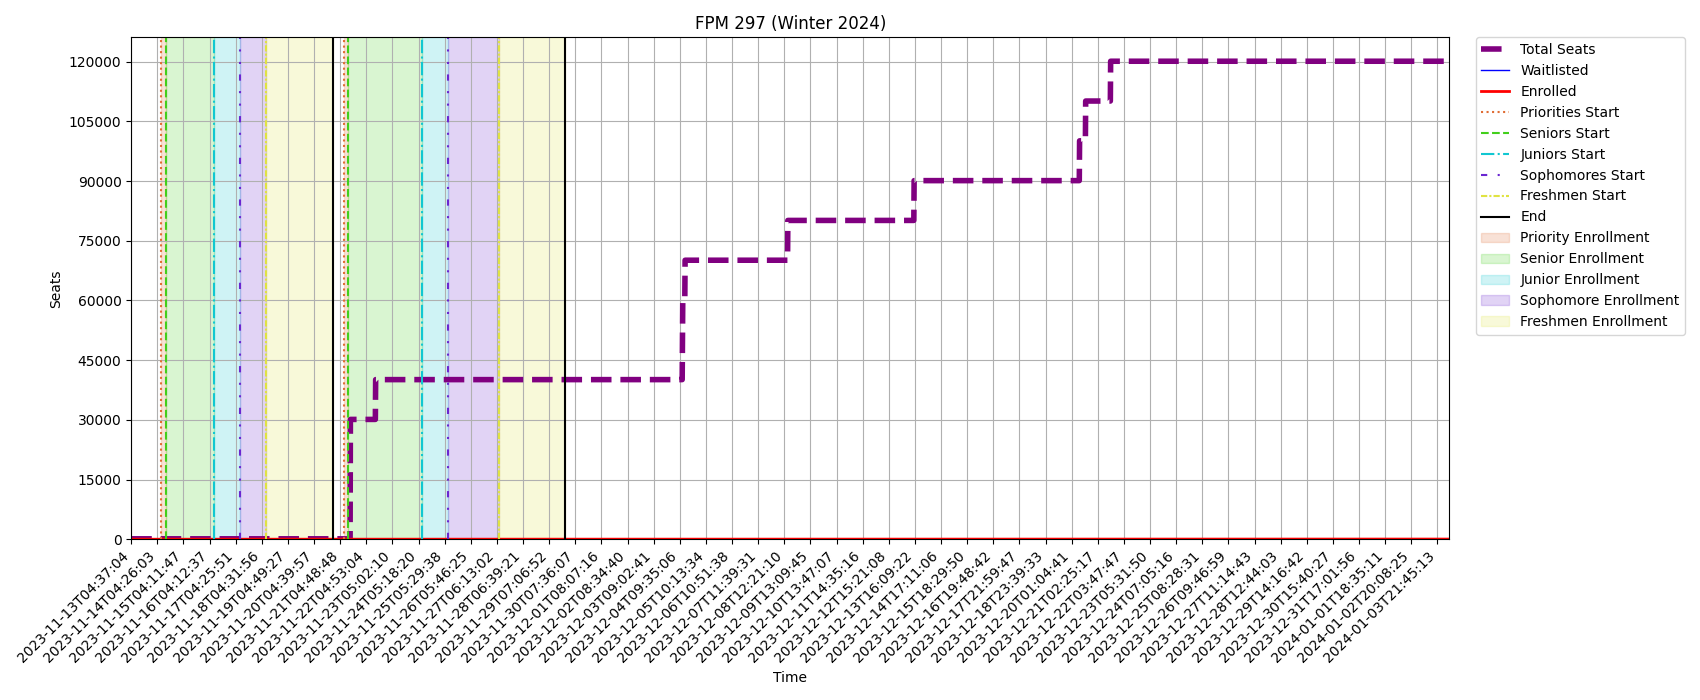 FPM 297 (Winter 2024)
Seats
120000
105000
90000
75000
60000
45000
30000
15000
0
2023-11-13T04:37:04
2023-11-14T04:26:03
2023-11-15T04:11:47
2023-11-16T04:12:37
2023-11-17T04:25:51
2023-11-18T04:31:56
2023-11-19T04:49:27
2023-11-20T04:39:57
2023-11-21T04:48:48
2023-11-22T04:53:04
2023-11-23T05:02:10
2023-11-24T05:18:20
2023-11-25T05:29:38
2023-11-26T05:46:25
2023-11-27T06:13:02
2023-11-28T06:39:21
2023-11-29T07:06:52
2023-11-30T07:36:07
2023-12-01T08:07:16
2023-12-02T08:34:40
2023-12-03T09:02:41
2023-12-04T09:35:06
2023-12-05T10:13:34
2023-12-06T10:51:38
2023-12-07T11:39:31
2023-12-08T12:21:10
2023-12-09T13:09:45
2023-12-10T13:47:07
2023-12-11T14:35:16
2023-12-12T15:21:08
2023-12-13T16:09:22
2023-12-14T17:11:06
2023-12-15T18:29:50
2023-12-16T19:48:42
2023-12-17T21:59:47
2023-12-18T23:39:33
2023-12-20T01:04:41
2023-12-21T02:25:17
2023-12-22T03:47:47
2023-12-23T05:31:50
2023-12-24T07:05:16
2023-12-25T08:28:31
2023-12-26T09:46:59
2023-12-27T11:14:43
2023-12-28T12:44:03
2023-12-29T14:16:42
2023-12-30T15:40:27
2023-12-31T17:01:56
2024-01-01T18:35:11
2024-01-02T20:08:25
2024-01-03T21:45:13
Time
Total Seats
Waitlisted
Enrolled
Priorities Start
Seniors Start
Juniors Start
Sophomores Start
Freshmen Start
End
Priority Enrollment
Senior Enrollment
Junior Enrollment
Sophomore Enrollment
Freshmen Enrollment